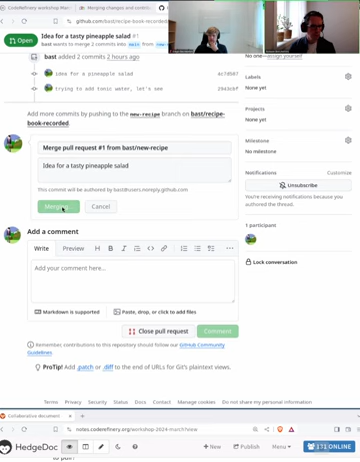 CodeRefinery workshop Mar
Merging changes and contrib
github.com/bast/recipe-book-recorded
Open
Idea for a tasty pineapple salad #1
bast wants to merge 2 commits into main from
bast added 2 commits 2 hours ago
idea for a pineapple salad
trying to add tonic water, let's see
Add more commits by pushing to the new-recipe branch on bast/recipe-
book-recorded.
Merge pull request #1 from bast/new-recipe
Idea for a tasty pineapple salad
This commit will be authored by bast@users.noreply.github.com
Merging...
Cancel
Add a comment
Write
Preview
Add your comment here...
Markdown is supported
Paste, drop, or click to add files
Close pull request
Comment
Remember, contributions to this repository should follow our GitHub Community
Guidelines.
ProTip! Add .patch or .diff to the end of URLs for Git's plaintext views.
No one—assign yourself
Labels
None yet
Projects
None yet
Milestone
No milestone
Notifications
Customize
Unsubscribe
You're receiving notifications because you
authored the thread.
1 participant
Lock conversation
Terms Privacy Security Status Docs Contact Manage cookies Do not share my personal information
Collaborative document
notes.coderefinery.org/workshop-2024-march?view
HedgeDoc
New
Publish
Menu
ONLINE